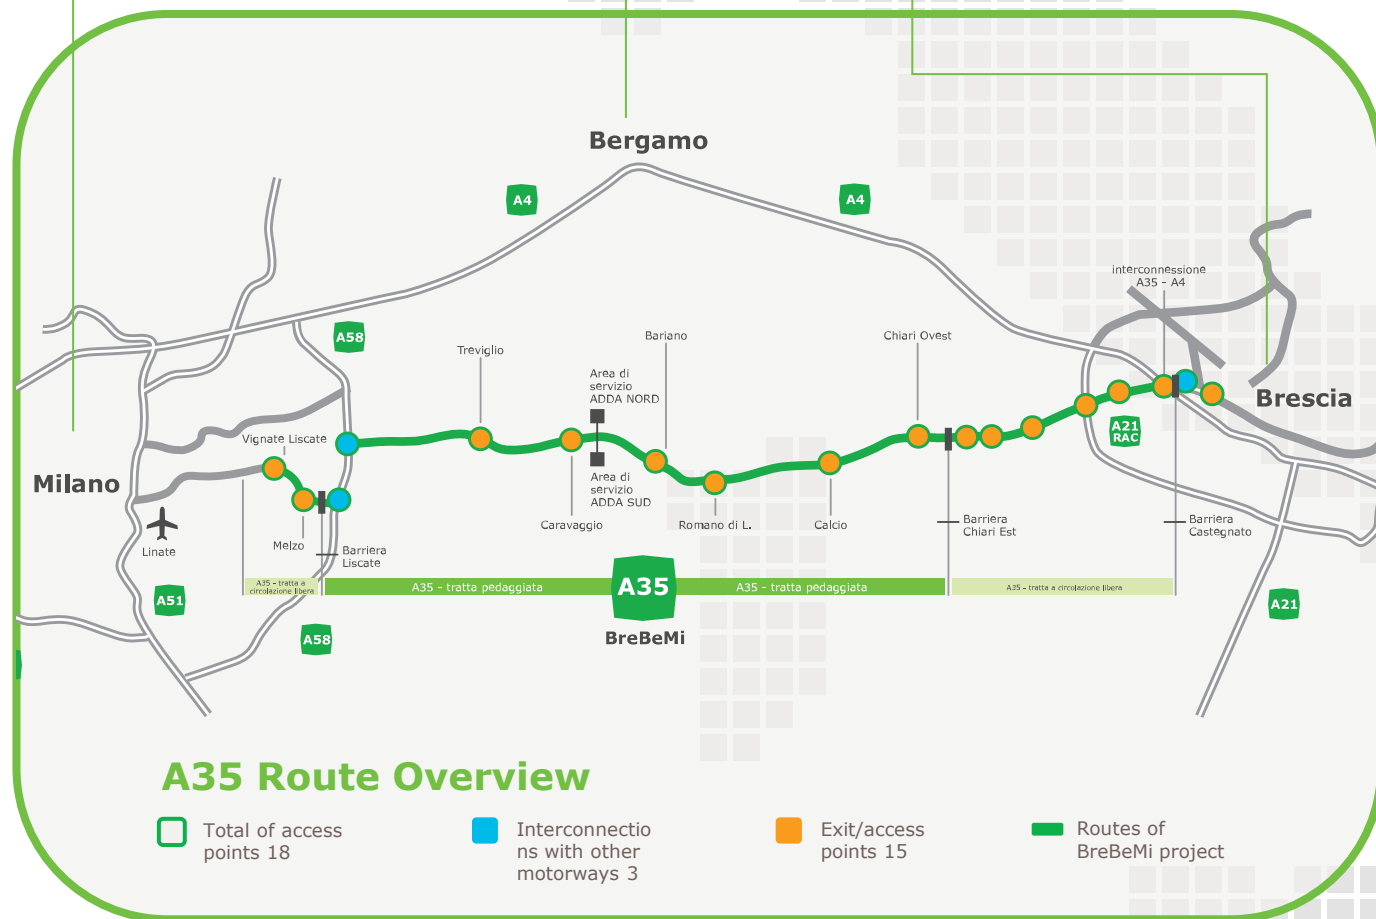 Bergamo
A4
A4
interconnessione
A35 - A4
A58
Treviglio
Bariano
Chiari Ovest
Area di
servizio
ADDA NORD
Brescia
A21
RAC
Vignate Liscate
Milano
Area di
servizio
ADDA SUD
Linate
Melzo
Barriera
Liscate
Caravaggio
Romano di L.
Calcio
Barriera
Chiari Est
Barriera
Castegnato
A35 - tratta a
circolazione libera
A35 - tratta pedaggiata
A35
A35 - tratta pedaggiata
A35 - tratta a circolazione libera
A51
A58
BreBeMi
A21
A35 Route Overview
Total of access
points 18
Interconnectio
ns with other
motorways 3
Exit/access
points 15
Routes of
BreBeMi project